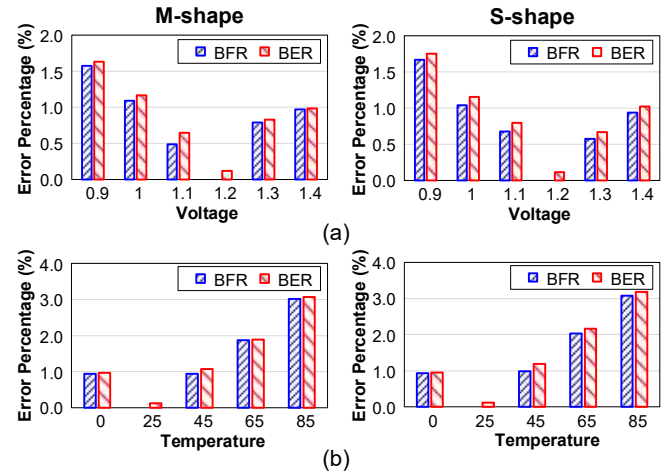 M-shape
S-shape
Error Percentage (%)
2.0
1.5
1.0
0.5
0.0
BFR BER
0.9 1 1.1 1.2 1.3 1.4
Voltage
Error Percentage (%)
2.0
1.5
1.0
0.5
0.0
BFR BER
0.9 1 1.1 1.2 1.3 1.4
Voltage
(a)
Error Percentage (%)
4.0
3.0
2.0
1.0
0.0
BFR BER
0 25 45 65 85
Temperature
Error Percentage (%)
4.0
3.0
2.0
1.0
0.0
BFR BER
0 25 45 65 85
Temperature
(b)